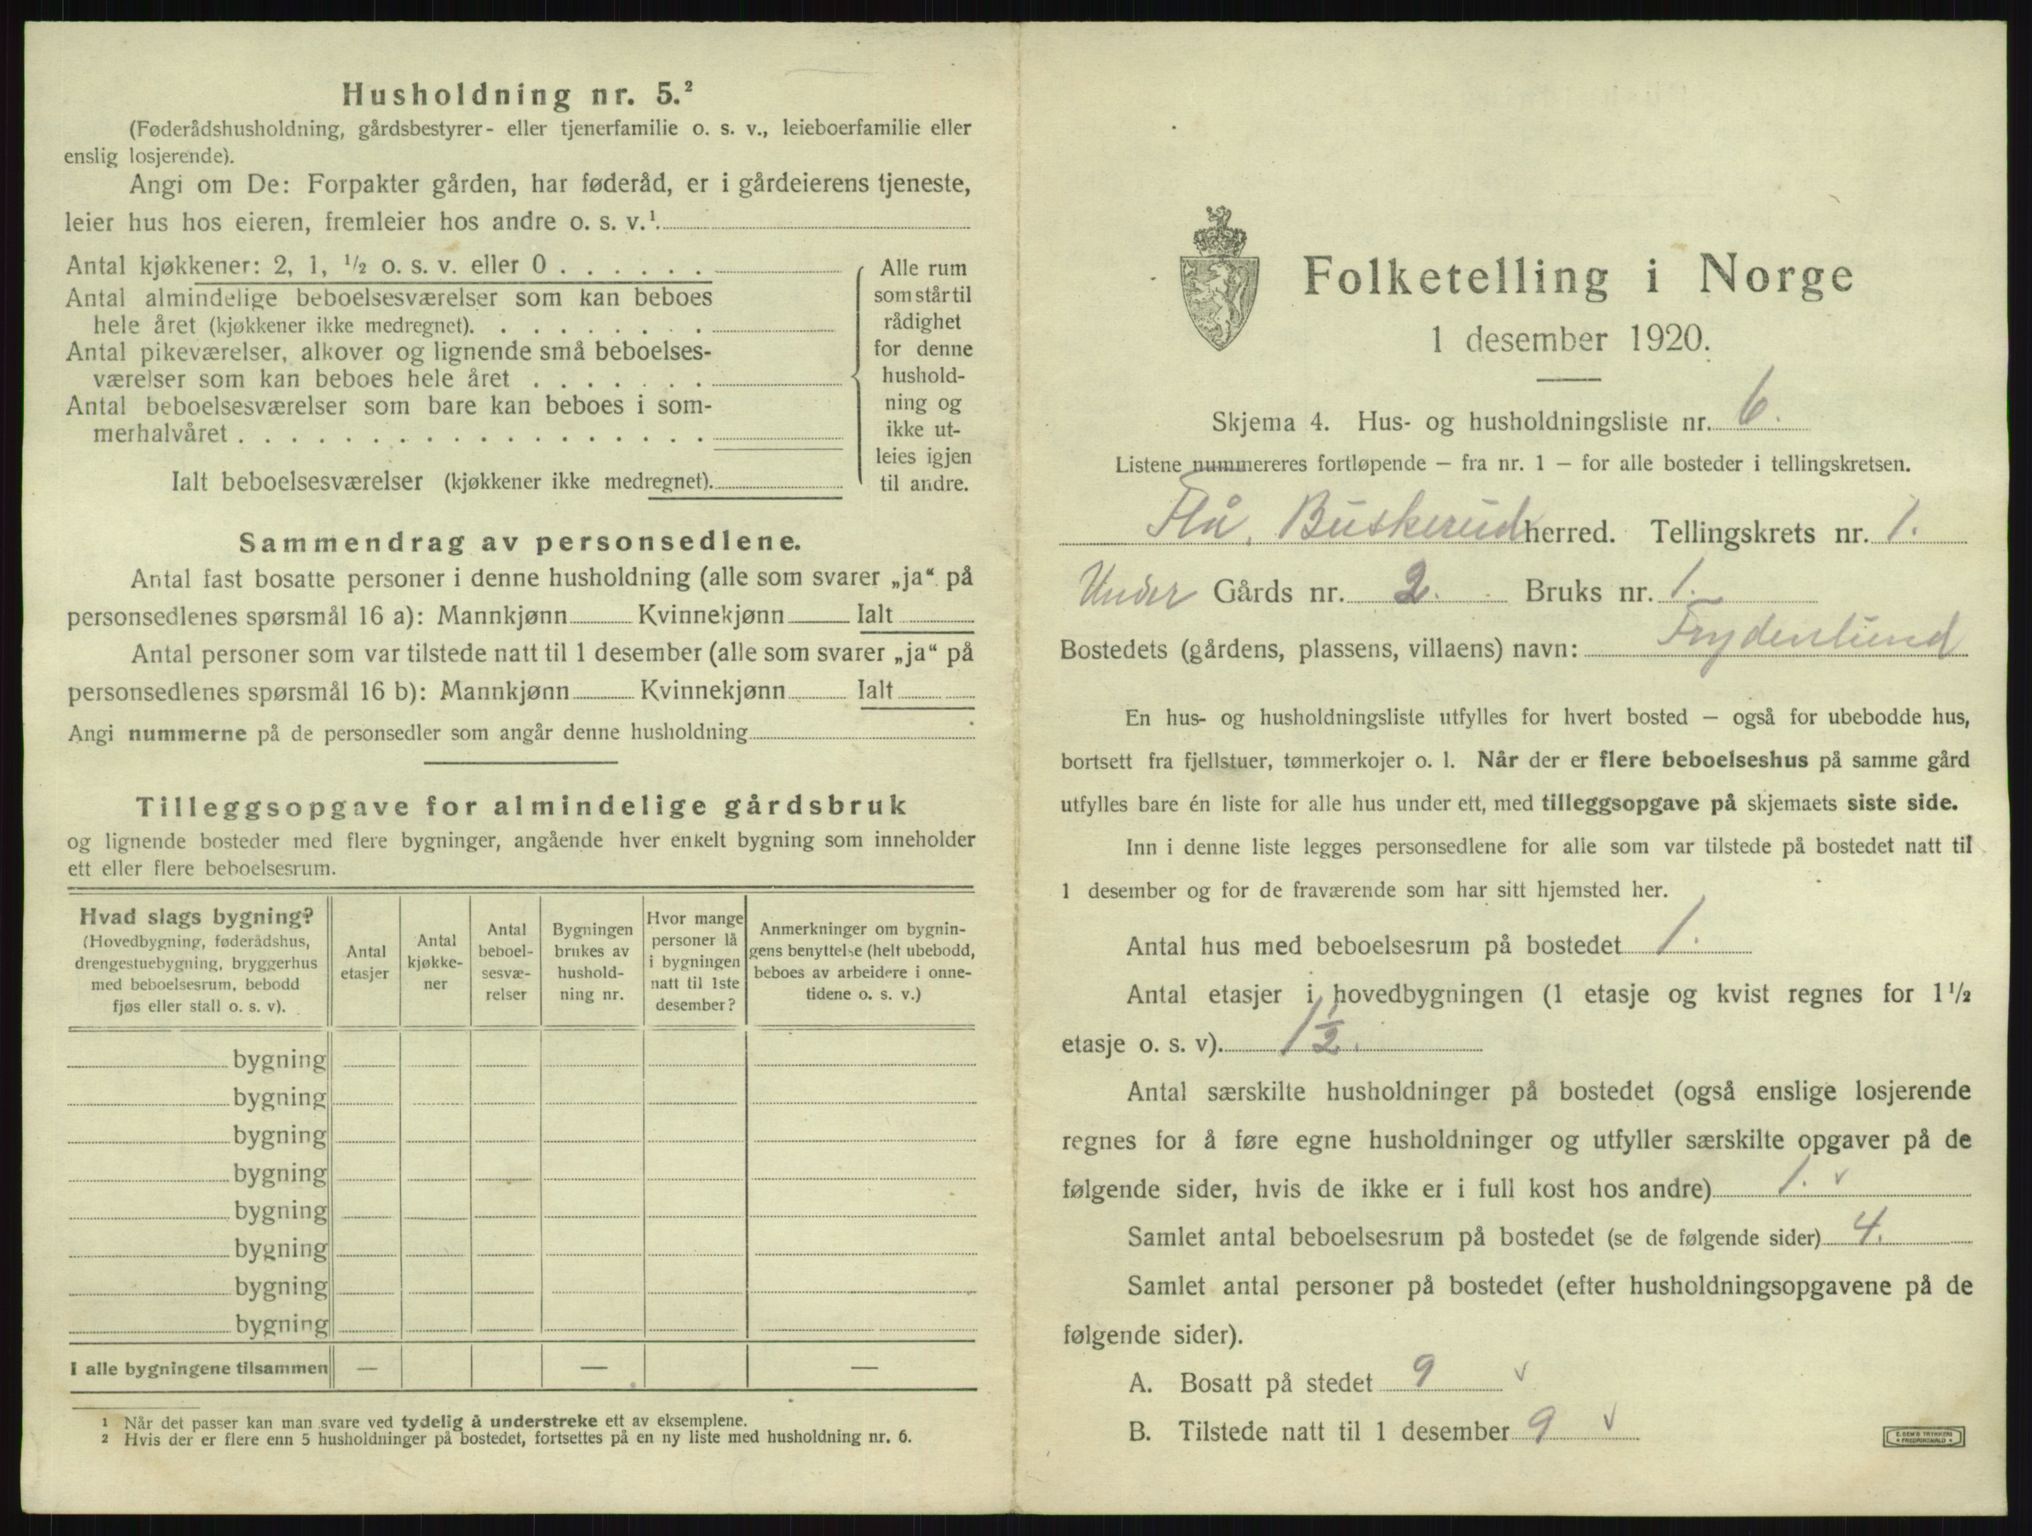 Husholdning nr. 5.²
(Føderådshusholdning, gårdsbestyrer- eller tjenerfamilie o. s. v., leieboerfamilie eller
enslig losjerende).
Angi om De: Forpakter gården, har føderåd, er i gårdeierens tjeneste,
leier hus hos eieren, fremleier hos andre o. s. v.¹
Antal kjøkkener: 2, 1, ½ o. s. v. eller 0 . . . . . .
Antal almindelige beboelsesværelser som kan beboes
hele året (kjøkkener ikke medregnet). . . . . . . . .
Antal pikeværelser, alkover og lignende små beboelses-
værelser som kan beboes hele året . . . . . . .
Antal beboelsesværelser som bare kan beboes i som-
merhalvåret . . . . . . . . . . . . . . . . . .
Ialt beboelsesværelser (kjøkkener ikke medregnet).
Alle rum
som står til
rådighet
for denne
hushold-
ning og
ikke ut-
leies igjen
til andre.
Sammendrag av personsedlene.
Antal fast bosatte personer i denne husholdning (alle som svarer „ja“ på
personsedlenes spørsmål 16 a): Mannkjønn Kvinnekjønn Ialt
Antal personer som var tilstede natt til 1 desember (alle som svarer „ja“ på
personsedlenes spørsmål 16 b): Mannkjønn Kvinnekjønn Ialt
Angi nummerne på de personsedler som angår denne husholdning
Tilleggsopgave for almindelige gårdsbruk
og lignende bosteder med flere bygninger, angående hver enkelt bygning som inneholder
ett eller flere beboelsesrum.
Hvad slags bygning?
(Hovedbygning, føderådshus,
drengestuebygning, bryggerhus
med beboelsesrum, bebodd
fjøs eller stall o. s. v).
Antal
etasjer
Antal
kjøkke-
ner
Antal
beboel-
sesvæ-
relser
Bygningen
brukes av
hushold-
ning nr.
Hvor mange
personer lå
i bygningen
natt til 1ste
desember?
Anmerkninger om bygnin-
gens benyttelse (helt ubebodd,
beboes av arbeidere i onne-
tidene o. s. v.)
bygning
bygning
bygning
bygning
bygning
bygning
bygning
bygning
I alle bygningene tilsammen — — —
¹ Når det passer kan man svare ved tydelig å understreke ett av eksemplene.
² Hvis der er flere enn 5 husholdninger på bostedet, fortsettes på en ny liste med husholdning nr. 6.
Folketelling i Norge
1 desember 1920.
Skjema 4. Hus- og husholdningsliste nr. 6.
Listene nummereres fortløpende – fra nr. 1 – for alle bosteder i tellingskretsen.
Flå, Buskerud herred. Tellingskrets nr. 1.
Under Gårds nr. 2. Bruks nr. 1.
Bostedets (gårdens, plassens, villaens) navn: Frydenlund
En hus- og husholdningsliste utfylles for hvert bosted – også for ubebodde hus,
bortsett fra fjellstuer, tømmerkojer o. l. Når der er flere beboelseshus på samme gård
utfylles bare én liste for alle hus under ett, med tilleggsopgave på skjemaets siste side.
Inn i denne liste legges personsedlene for alle som var tilstede på bostedet natt til
1 desember og for de fraværende som har sitt hjemsted her.
Antal hus med beboelsesrum på bostedet 1.
Antal etasjer i hovedbygningen (1 etasje og kvist regnes for 1½
etasje o. s. v). 1½.
Antal særskilte husholdninger på bostedet (også enslige losjerende
regnes for å føre egne husholdninger og utfyller særskilte opgaver på de
følgende sider, hvis de ikke er i full kost hos andre) 1. v
Samlet antal beboelsesrum på bostedet (se de følgende sider) 4.
Samlet antal personer på bostedet (efter husholdningsopgavene på de
følgende sider).
A. Bosatt på stedet 9 v
B. Tilstede natt til 1 desember 9 v